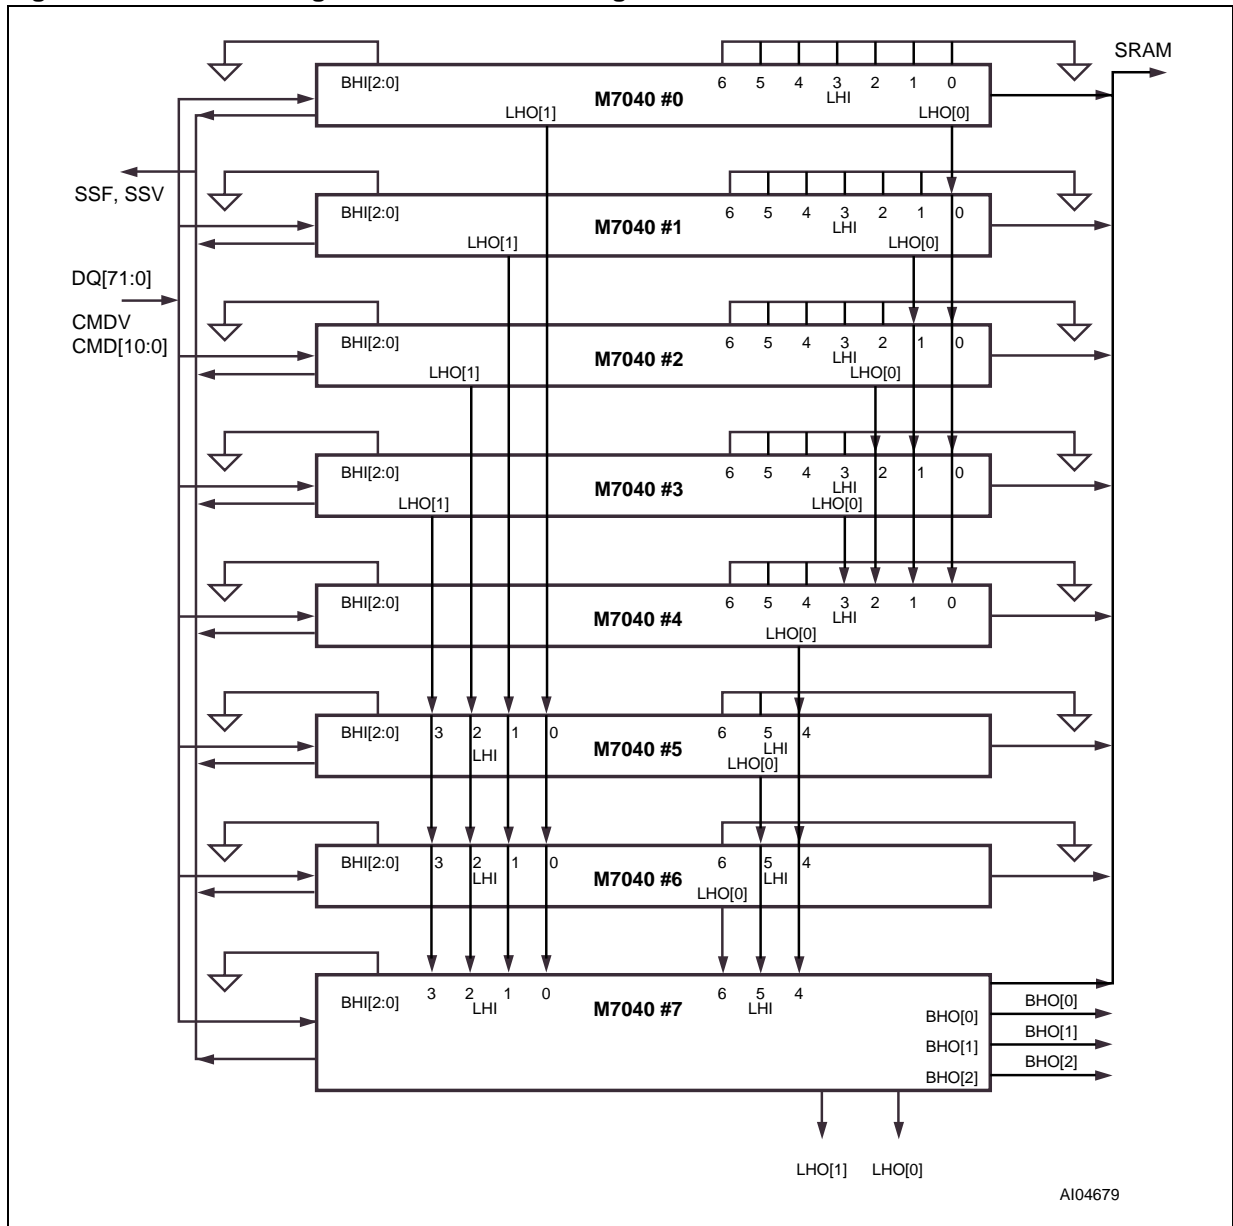 SRAM
BHI[2:0] 6 5 4 3 2 1 0
LHI
M7040 #0
LHO[1] LHO[0]
SSF, SSV
BHI[2:0] 6 5 4 3 2 1 0
LHI
M7040 #1
LHO[1] LHO[0]
DQ[71:0]
CMDV
CMD[10:0]
BHI[2:0] 6 5 4 3 2 1 0
LHI
M7040 #2
LHO[1] LHO[0]
BHI[2:0] 6 5 4 3 2 1 0
LHI
M7040 #3
LHO[1] LHO[0]
BHI[2:0] 6 5 4 3 2 1 0
LHI
M7040 #4
LHO[0]
BHI[2:0] 3 2 1 0 6 5 4
LHI M7040 #5 LHI
LHO[0]
BHI[2:0] 3 2 1 0 6 5 4
LHI M7040 #6 LHI
LHO[0]
BHI[2:0] 3 2 1 0 6 5 4
LHI M7040 #7 LHI
BHO[0] BHO[0]
BHO[1] BHO[1]
BHO[2] BHO[2]
LHO[1] LHO[0]
AI04679